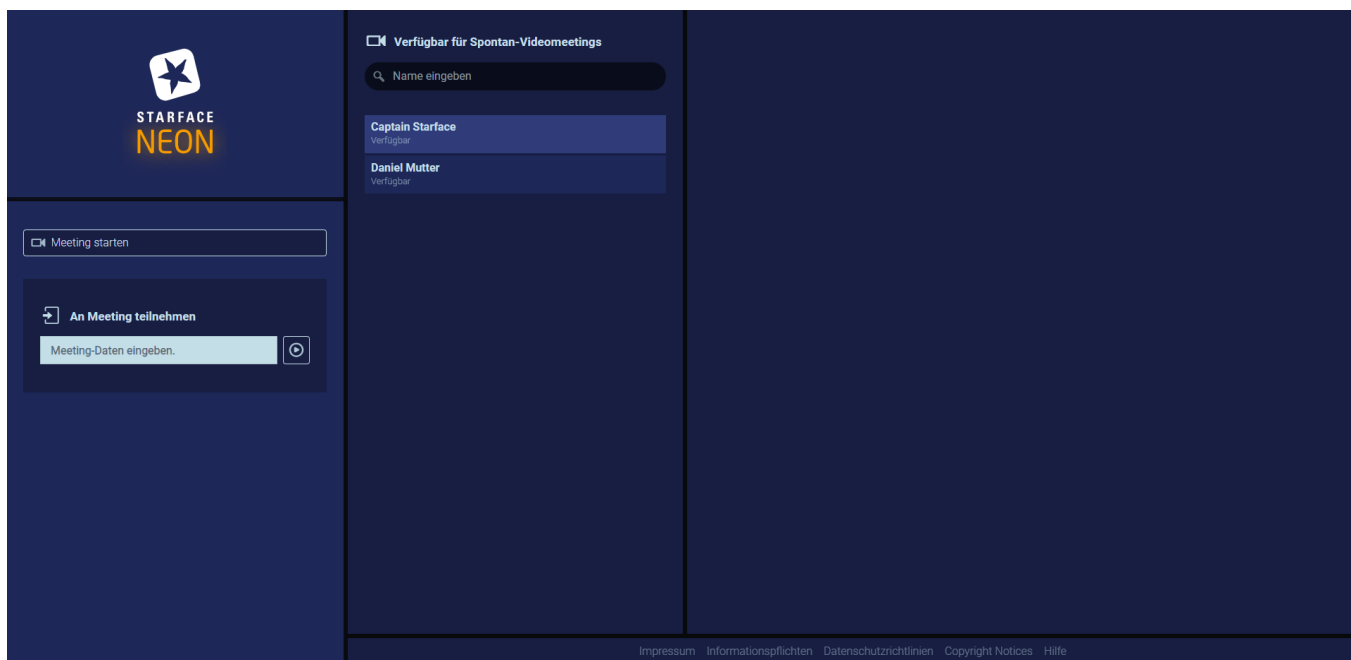 STARFACE
NEON
Meeting starten
An Meeting teilnehmen
Meeting-Daten eingeben.
Verfügbar für Spontan-Videomeetings
Name eingeben
Captain Starface
Verfügbar
Daniel Mutter
Verfügbar
Impressum Informationspflichten Datenschutzrichtlinien Copyright Notices Hilfe